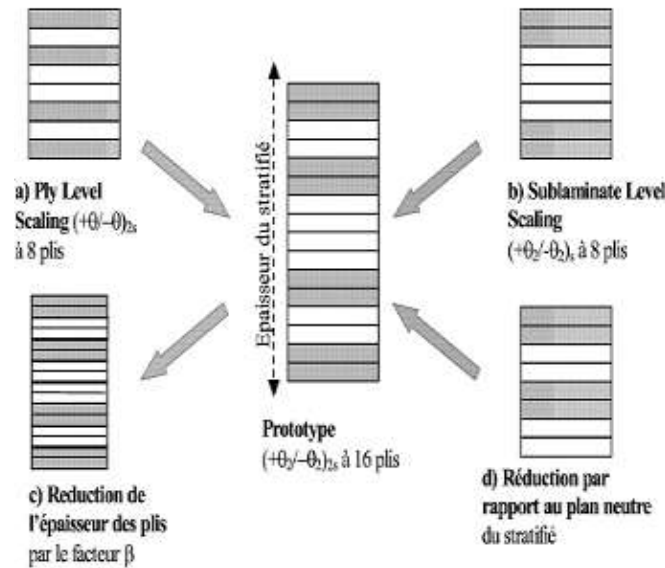 a) Ply Level
Scaling (+θ/−θ)₂ₛ
à 8 plis
Epaisseur du stratifié
b) Sublaminate Level
Scaling
(+θ₂/-θ₂)ₛ à 8 plis
Prototype
(+θ₂/−θ₂)₂ₛ à 16 plis
c) Reduction de
l'épaisseur des plis
par le facteur β
d) Réduction par
rapport au plan neutre
du stratifié